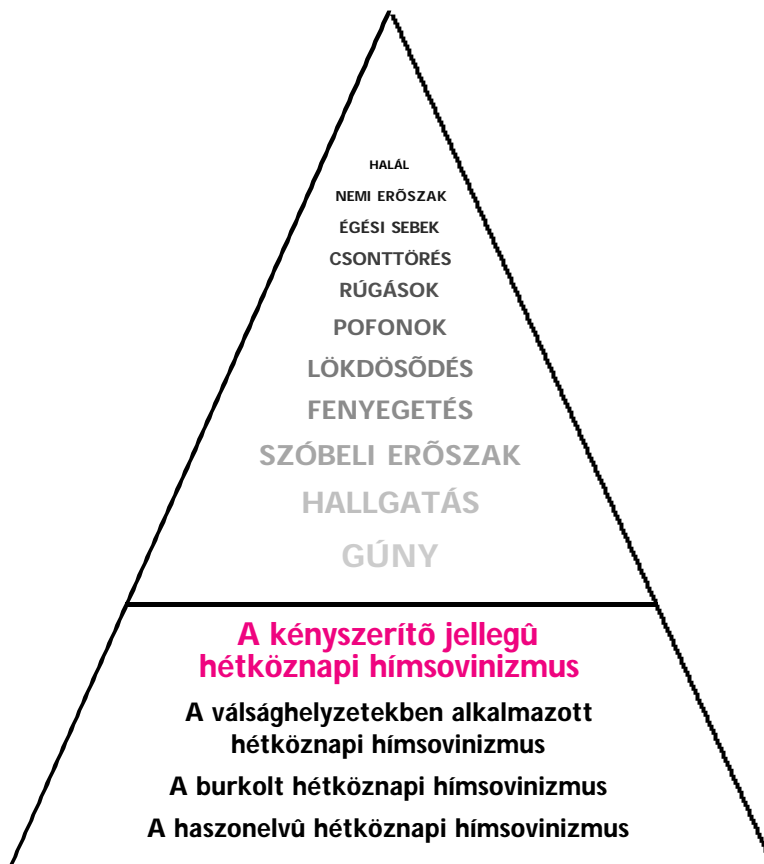 HALÁL
NEMI ERÕSZAK
ÉGÉSI SEBEK
CSONTTÖRÉS
RÚGÁSOK
POFONOK
LÖKDÖSÕDÉS
FENYEGETÉS
SZÓBELI ERÕSZAK
HALLGATÁS
GÚNY
A kényszerítõ jellegû
hétköznapi hímsovinizmus
A válsághelyzetekben alkalmazott
hétköznapi hímsovinizmus
A burkolt hétköznapi hímsovinizmus
A haszonelvû hétköznapi hímsovinizmus